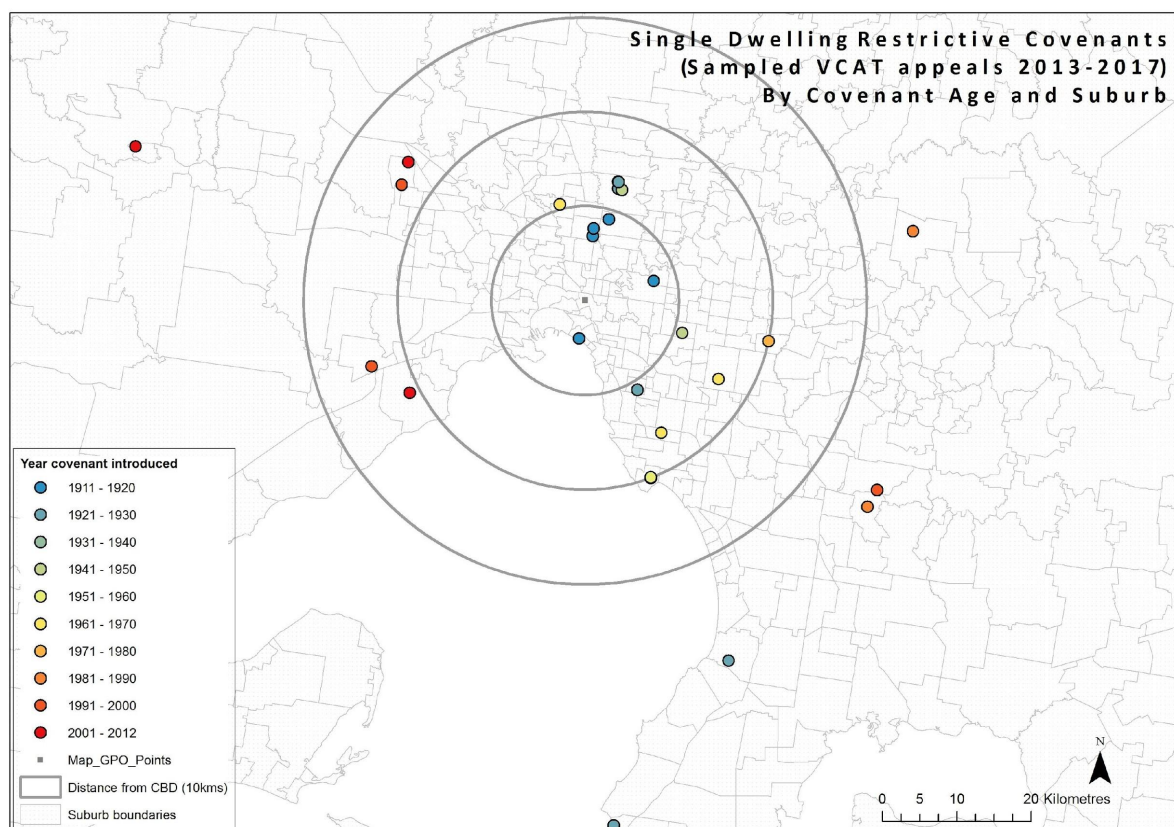 Single Dwelling Restrictive Covenants
(Sampled VCAT appeals 2013-2017)
By Covenant Age and Suburb
Year covenant introduced
1911 - 1920
1921 - 1930
1931 - 1940
1941 - 1950
1951 - 1960
1961 - 1970
1971 - 1980
1981 - 1990
1991 - 2000
2001 - 2012
Map_GPO_Points
Distance from CBD (10kms)
Suburb boundaries
N
0 5 10 20 Kilometres